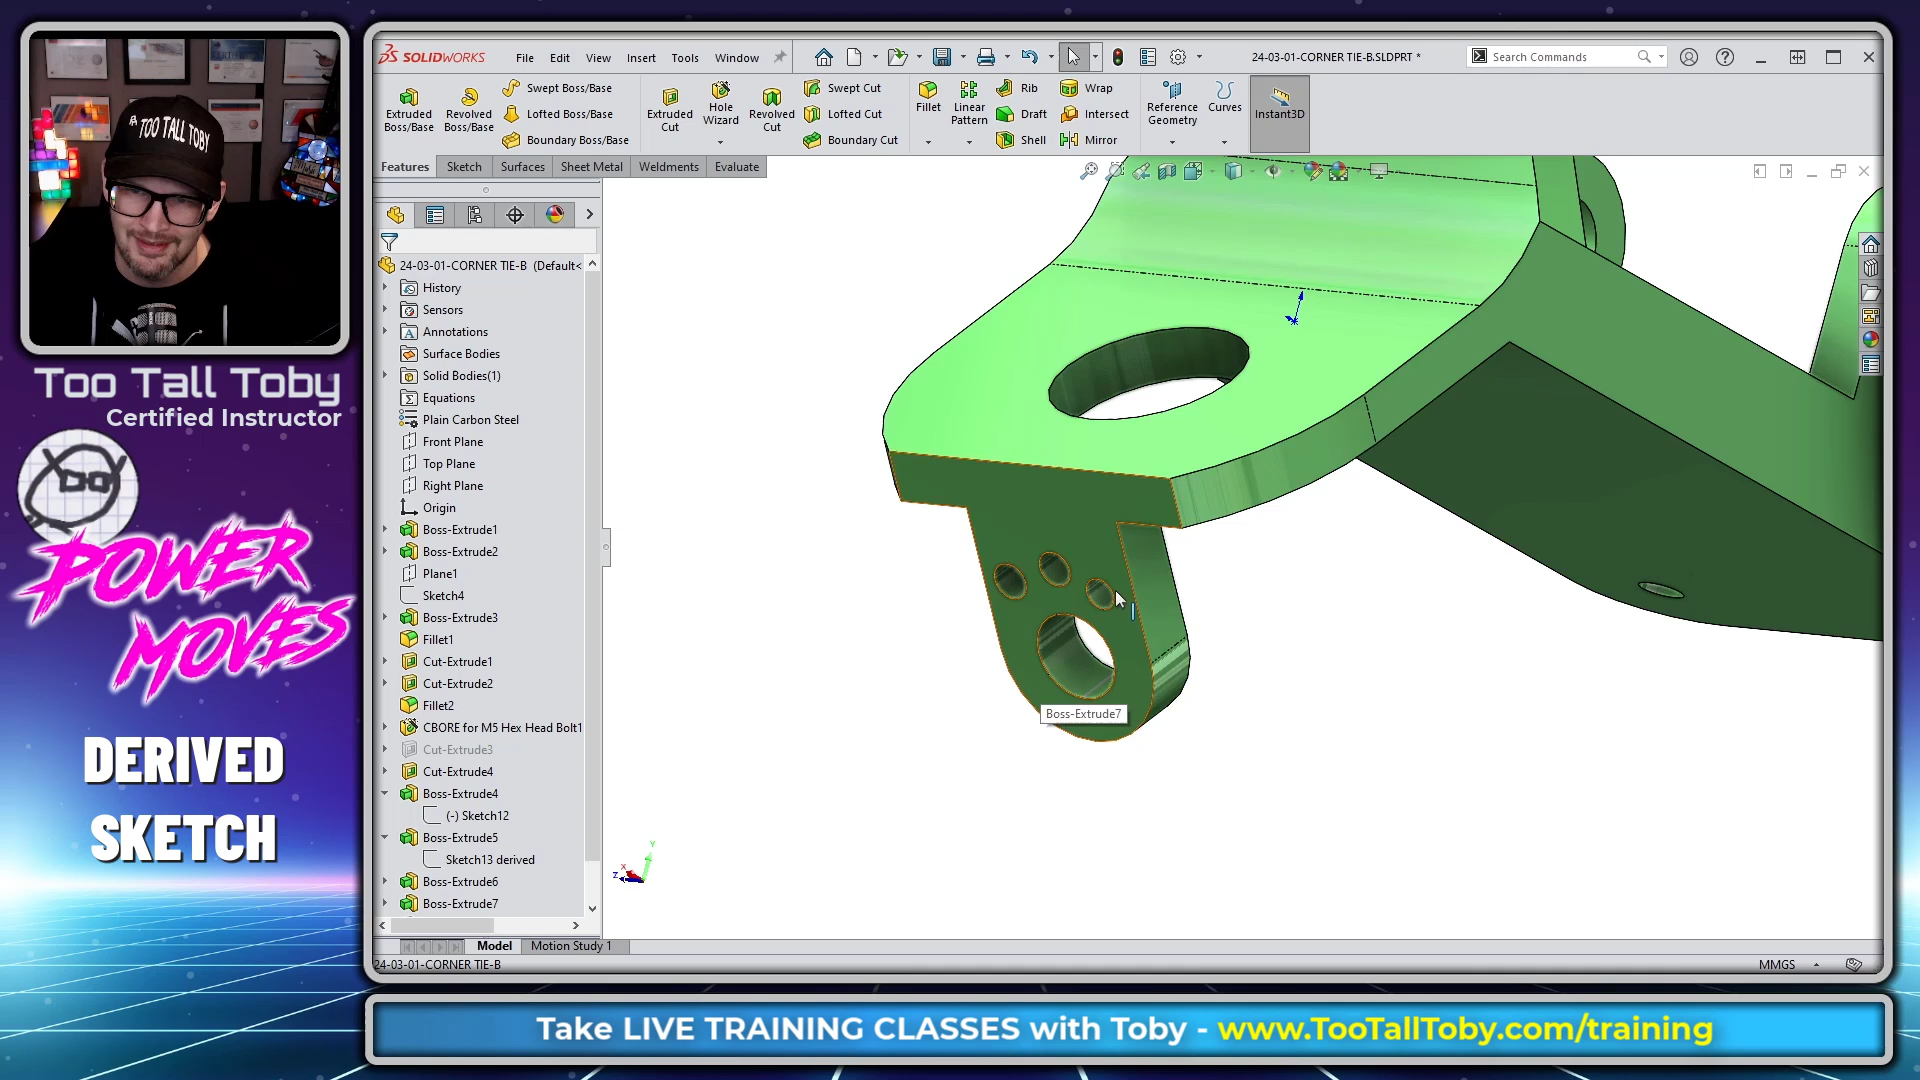 TOO TALL TOBY
Too Tall Toby
Certified Instructor
POWER
MOVES
DERIVED
SKETCH
SOLIDWORKS
File Edit View Insert Tools Window
24-03-01-CORNER TIE-B.SLDPRT *
Search Commands
Extruded Boss/Base
Revolved Boss/Base
Swept Boss/Base
Lofted Boss/Base
Boundary Boss/Base
Extruded Cut
Hole Wizard
Revolved Cut
Swept Cut
Lofted Cut
Boundary Cut
Fillet
Linear Pattern
Rib
Draft
Shell
Wrap
Intersect
Mirror
Reference Geometry
Curves
Instant3D
Features Sketch Surfaces Sheet Metal Weldments Evaluate
24-03-01-CORNER TIE-B (Default<
History
Sensors
Annotations
Surface Bodies
Solid Bodies(1)
Equations
Plain Carbon Steel
Front Plane
Top Plane
Right Plane
Origin
Boss-Extrude1
Boss-Extrude2
Plane1
Sketch4
Boss-Extrude3
Fillet1
Cut-Extrude1
Cut-Extrude2
Fillet2
CBORE for M5 Hex Head Bolt1
Cut-Extrude3
Cut-Extrude4
Boss-Extrude4
(-) Sketch12
Boss-Extrude5
Sketch13 derived
Boss-Extrude6
Boss-Extrude7
Boss-Extrude7
Y
X
Z
Model Motion Study 1
24-03-01-CORNER TIE-B
MMGS
Take LIVE TRAINING CLASSES with Toby - www.TooTallToby.com/training